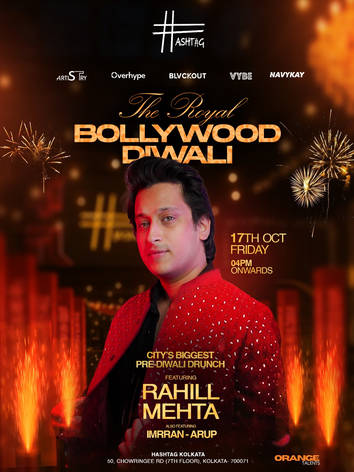 HASHTAG
ARTISTRY Overhype BLVCKOUT VYBE NAVYKAY
The Royal
BOLLYWOOD
DIWALI
17TH OCT
FRIDAY
04PM
ONWARDS
CITY'S BIGGEST
PRE-DIWALI DRUNCH
FEATURING
RAHILL
MEHTA
ALSO FEATURING
IMRRAN - ARUP
HASHTAG KOLKATA
50, CHOWRINGEE RD (7TH FLOOR), KOLKATA- 700071
ORANGE
TALENTS